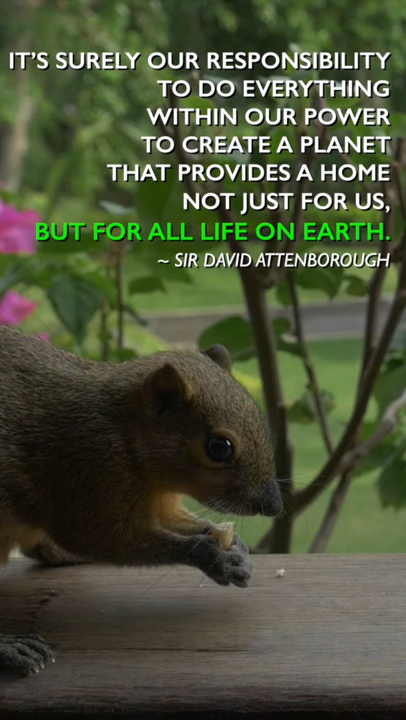 IT'S SURELY OUR RESPONSIBILITY
TO DO EVERYTHING
WITHIN OUR POWER
TO CREATE A PLANET
THAT PROVIDES A HOME
NOT JUST FOR US,
BUT FOR ALL LIFE ON EARTH.
~ SIR DAVID ATTENBOROUGH